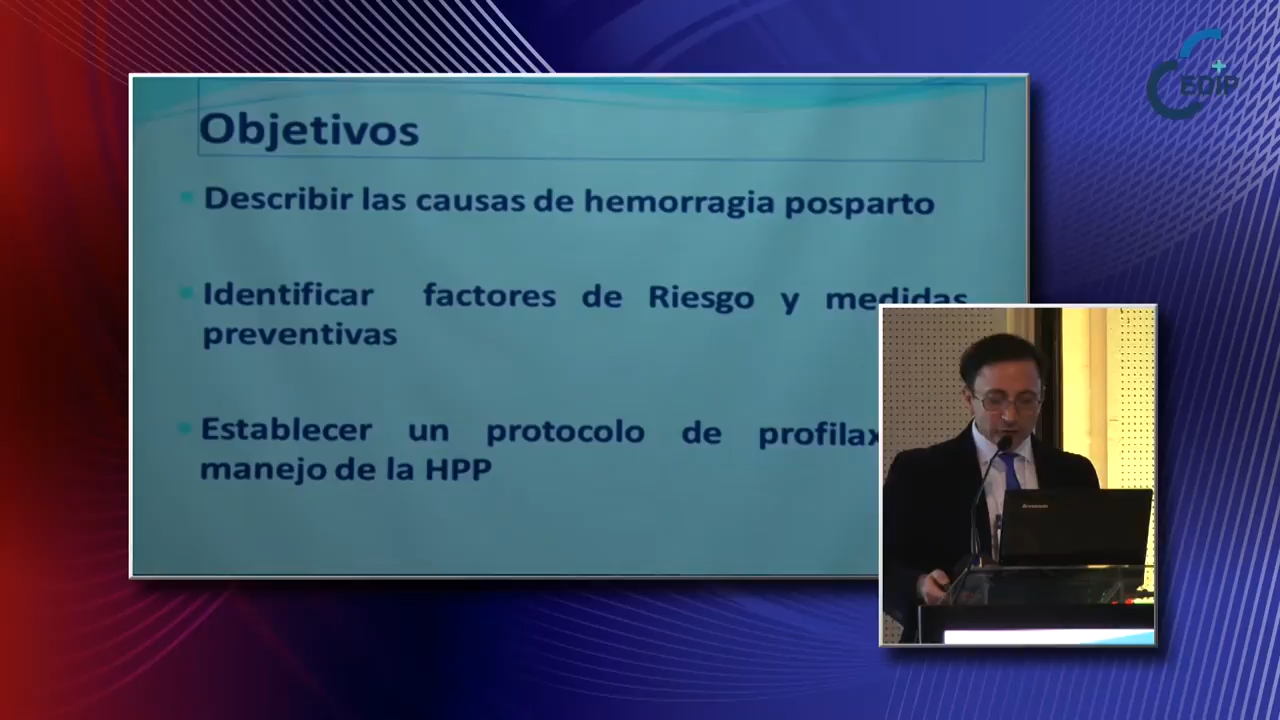 Objetivos
Describir las causas de hemorragia posparto
Identificar factores de Riesgo y medidas
preventivas
Establecer un protocolo de
manejo de la HPP
EDIP